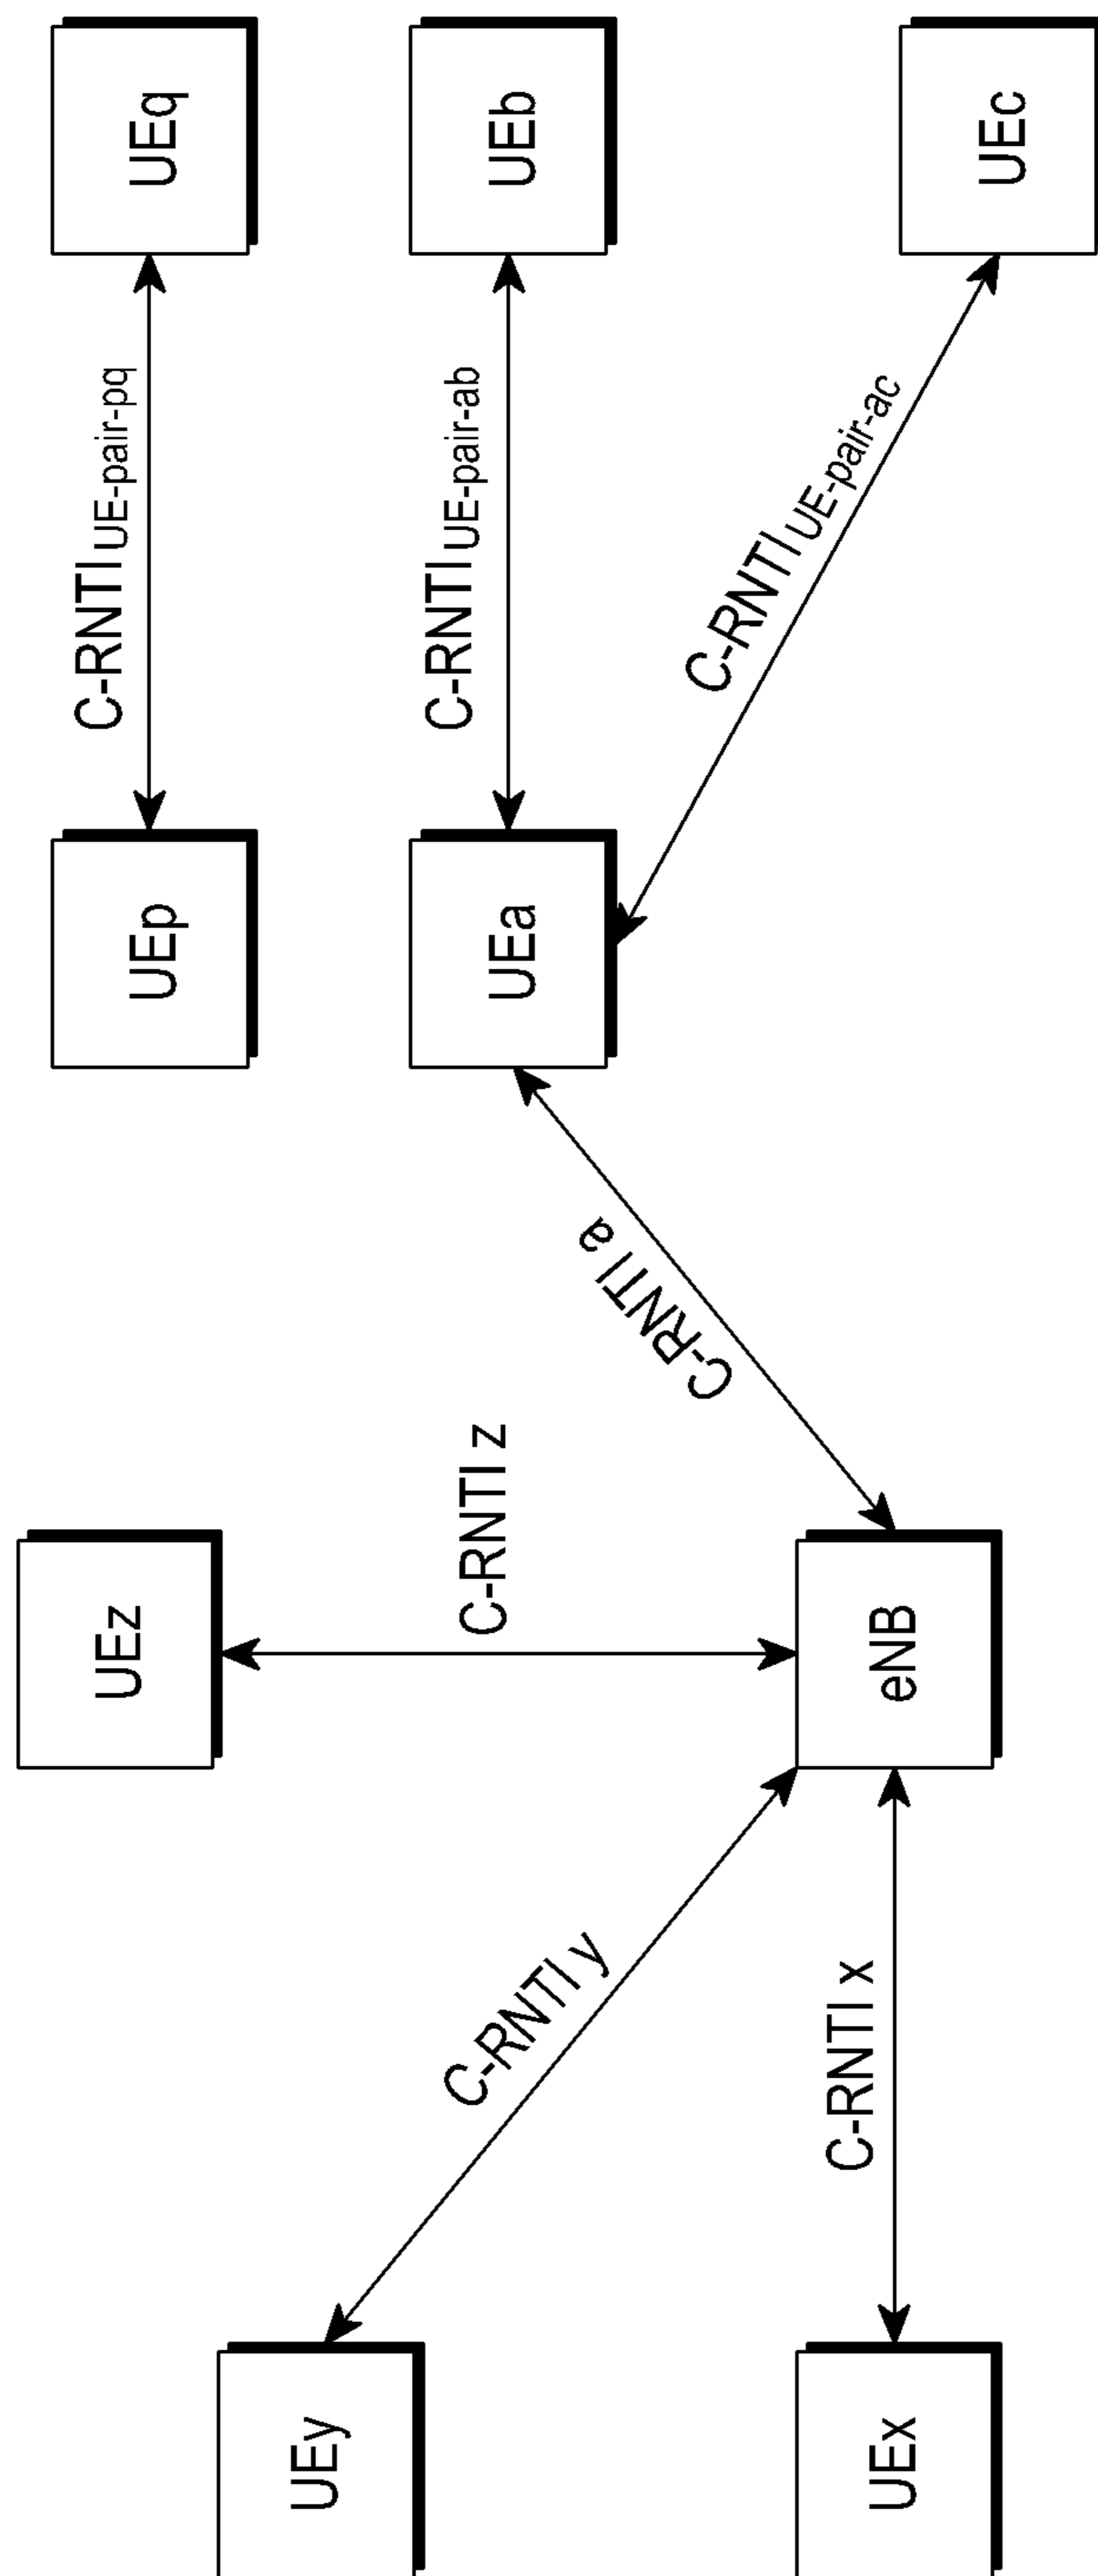 UEz
UEp
C-RNTI UE-pair-pq
UEq
UEy
C-RNTI y
C-RNTI z
C-RNTI a
UEa
C-RNTI UE-pair-ab
UEb
UEx
C-RNTI x
eNB
C-RNTI UE-pair-ac
UEc